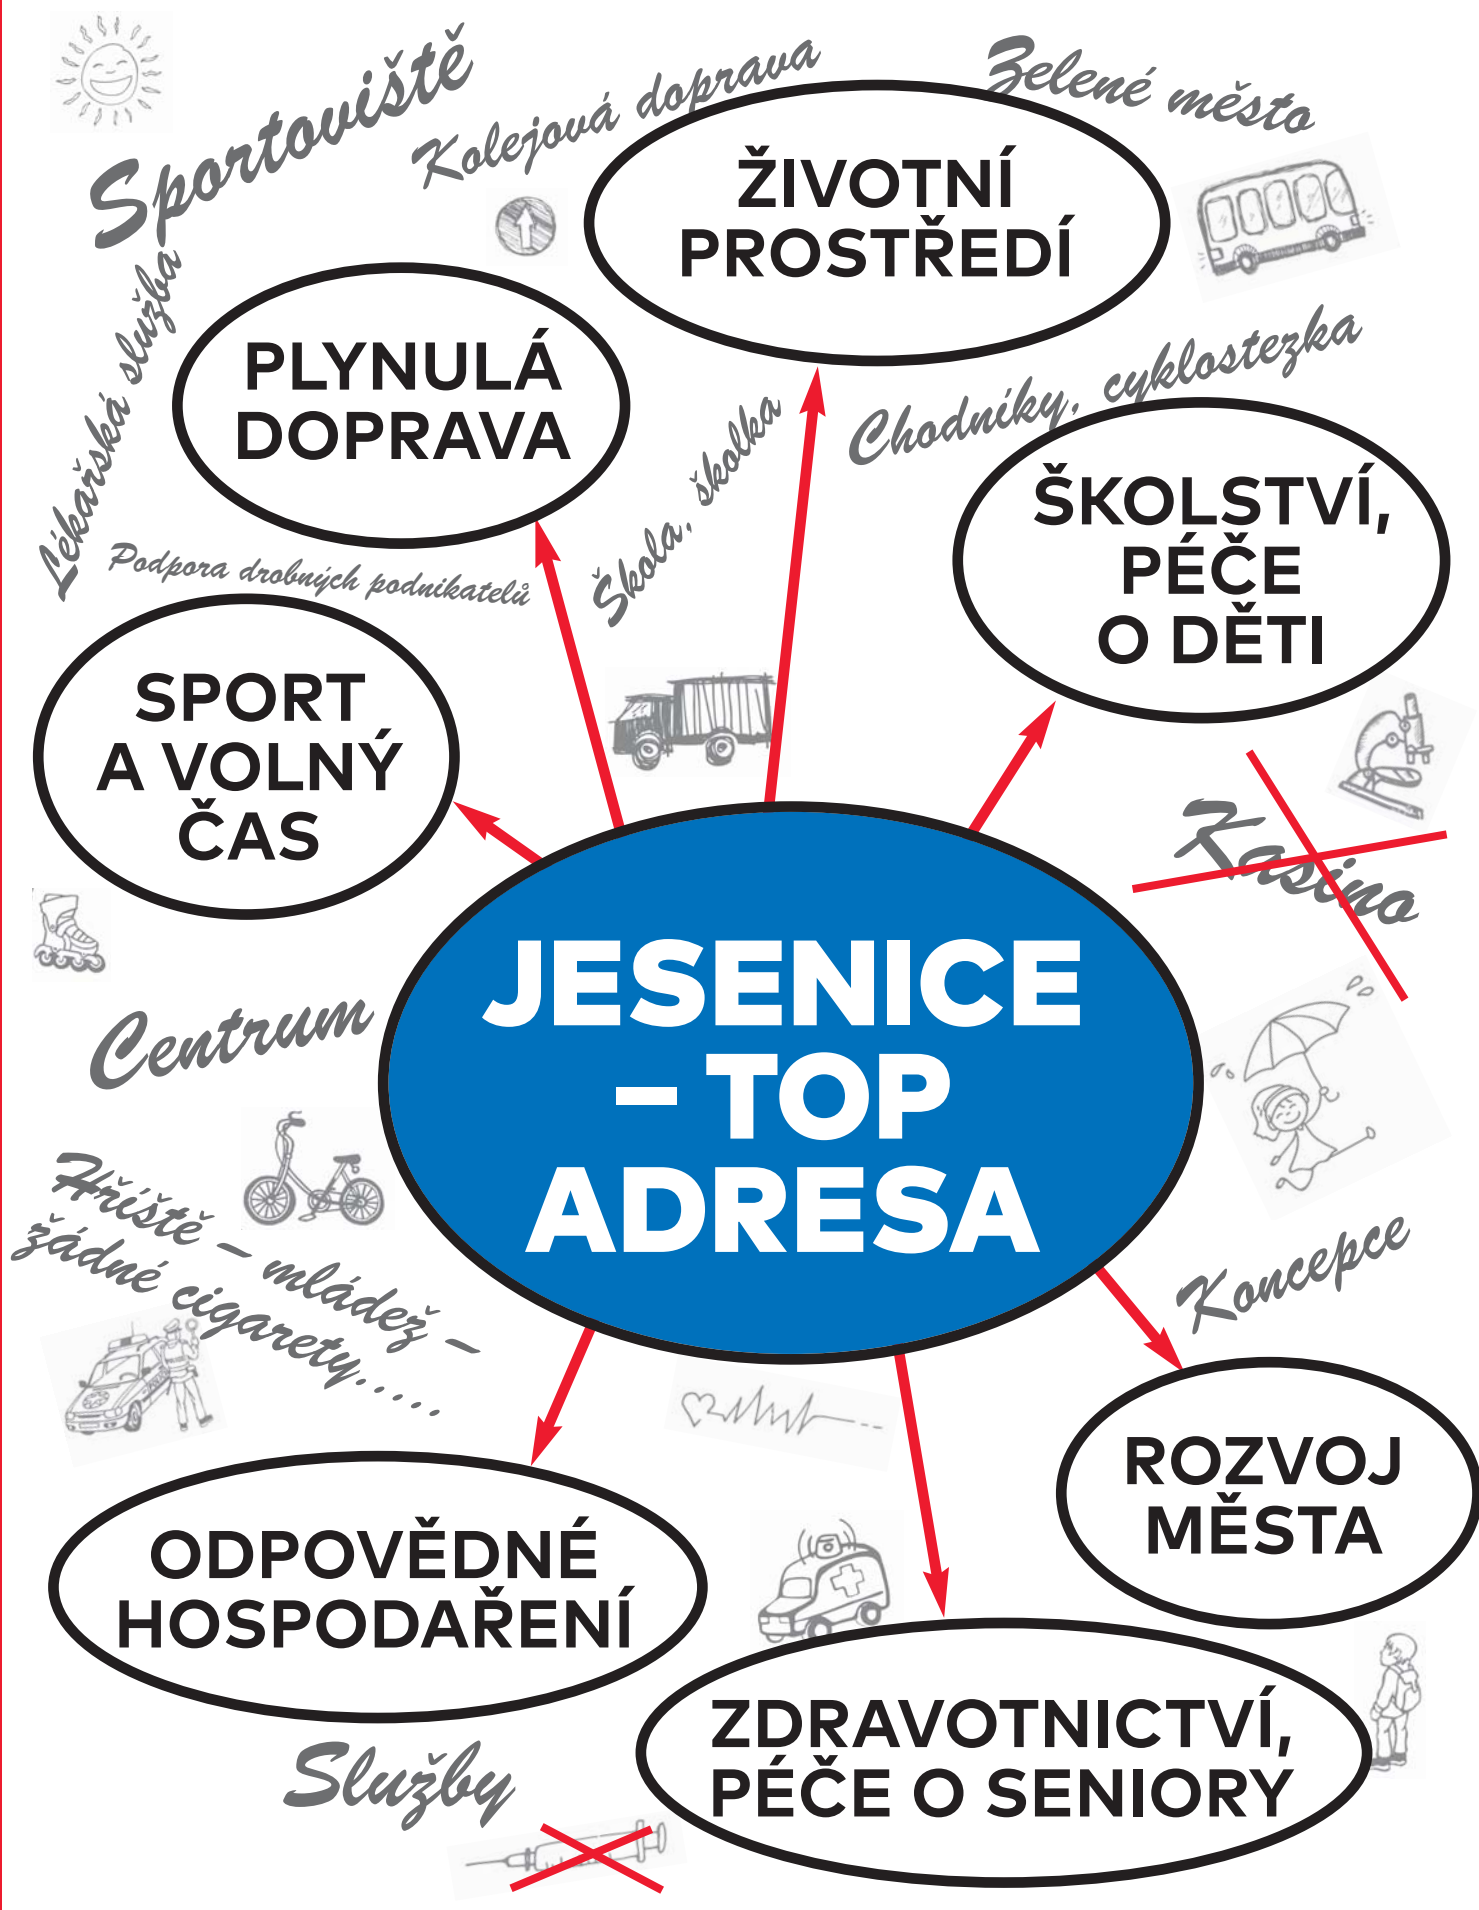 Sportoviště
Kolejová doprava
Zelené město
ŽIVOTNÍ
PROSTŘEDÍ
Lékařská služba
PLYNULÁ
DOPRAVA
Chodníky, cyklostezka
Škola, školka
ŠKOLSTVÍ,
PÉČE
O DĚTI
Podpora drobných podnikatelů
SPORT
A VOLNÝ
ČAS
Kasino
JESENICE
– TOP
ADRESA
Centrum
Hřiště – mládež –
žádné cigarety.....
Koncepce
ROZVOJ
MĚSTA
ODPOVĚDNÉ
HOSPODAŘENÍ
ZDRAVOTNICTVÍ,
PÉČE O SENIORY
Služby